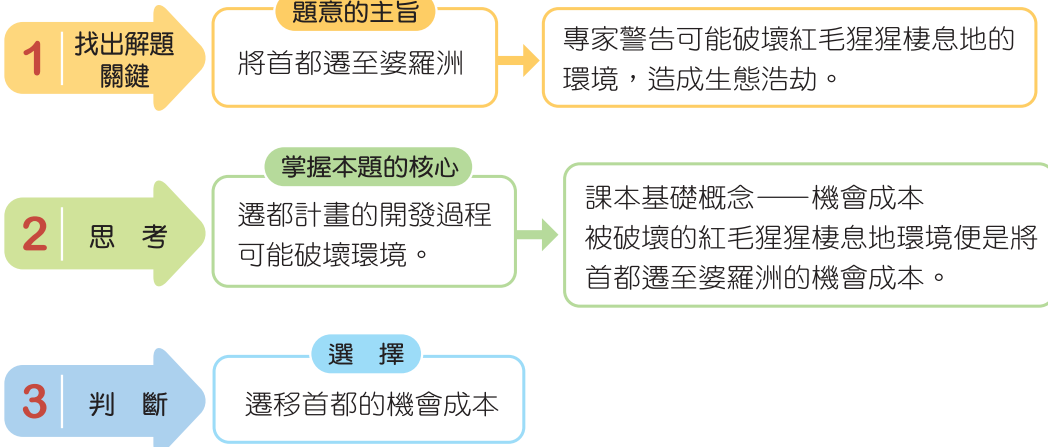 1
找出解題
關鍵
題意的主旨
將首都遷至婆羅洲
專家警告可能破壞紅毛猩猩棲息地的
環境，造成生態浩劫。
2
思 考
掌握本題的核心
遷都計畫的開發過程
可能破壞環境。
課本基礎概念——機會成本
被破壞的紅毛猩猩棲息地環境便是將
首都遷至婆羅洲的機會成本。
3
判 斷
選 擇
遷移首都的機會成本